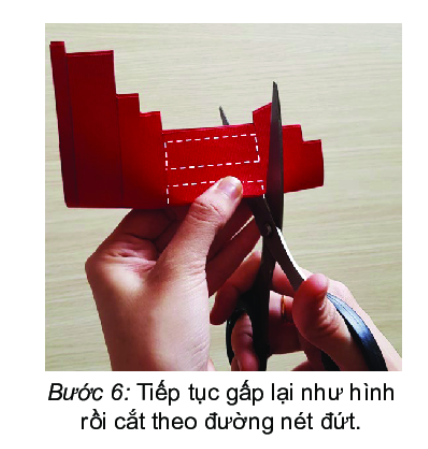 Bước 6: Tiếp tục gấp lại như hình
rồi cắt theo đường nét đứt.